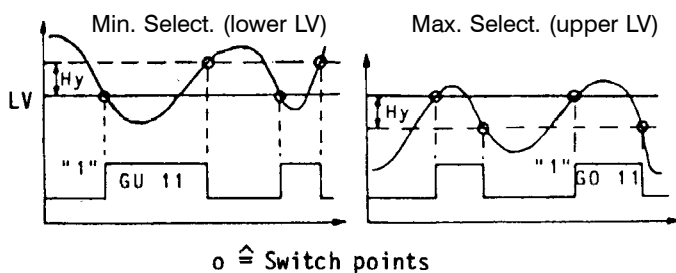 Min. Select. (lower LV)
Max. Select. (upper LV)
Hy
LV
"1"
GU 11
Hy
"1"
GO 11
o ≙ Switch points